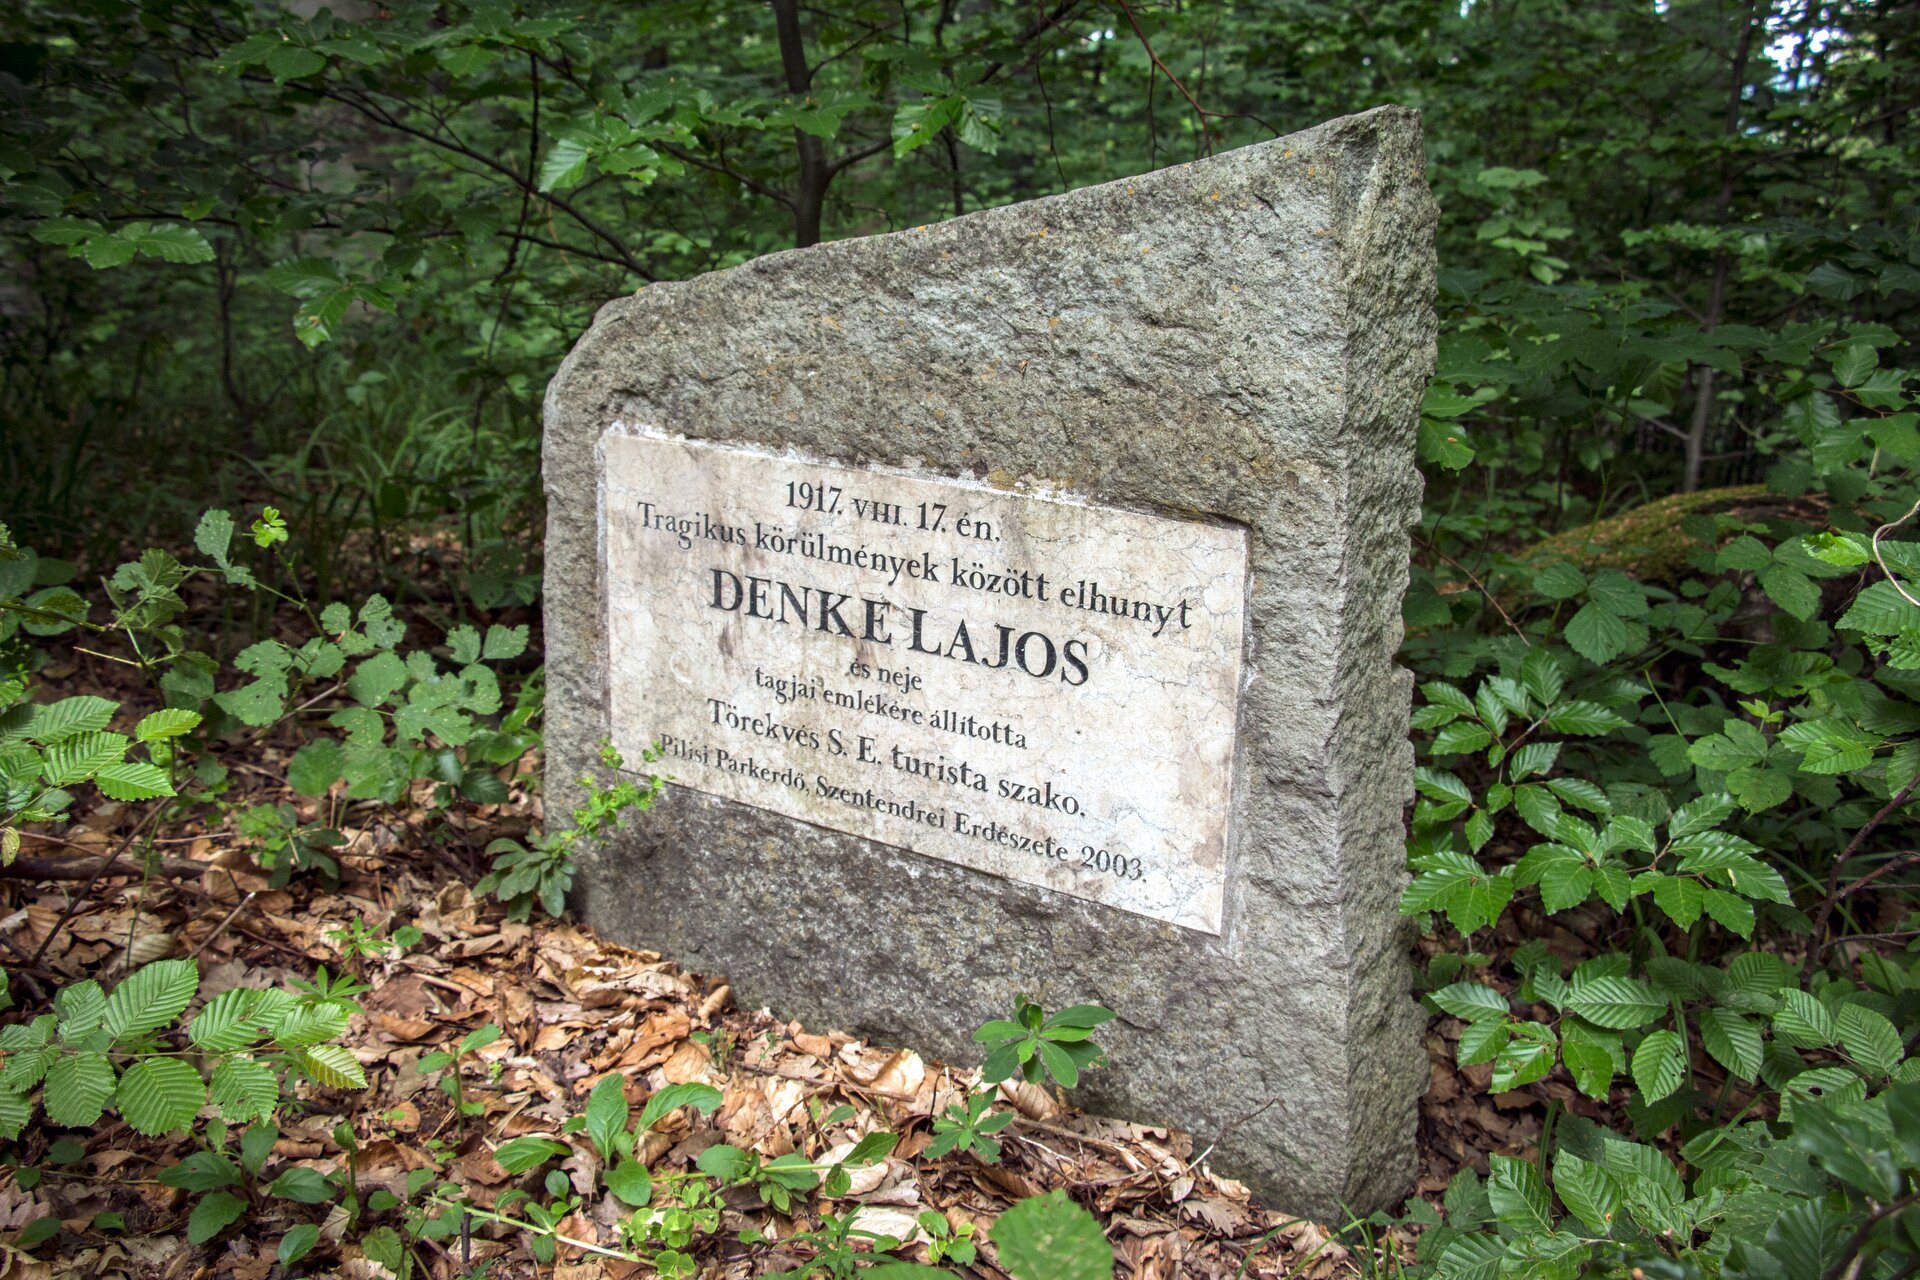 1917. VIII. 17. én.
Tragikus körülmények között elhunyt
DENKE LAJOS
és neje
tagjai emlékére állította
Törekvés S. E. turista szako.
Pilisi Parkerdő, Szentendrei Erdészete 2003.